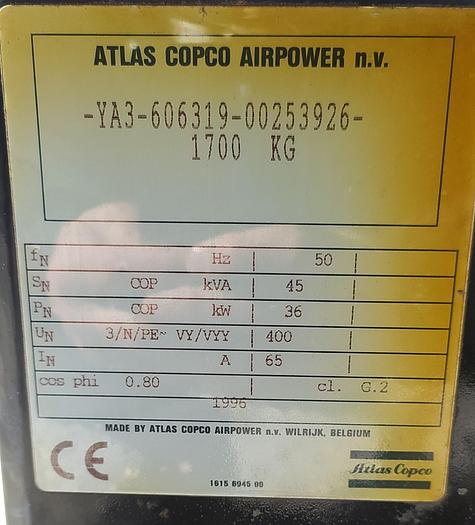 ATLAS COPCO AIRPOWER n.v.
-YA3-606319-00253926-
1700 KG
fN Hz | 50 |
SN COP kVA | 45 |
PN COP kW | 36 |
UN 3/N/PE~ VY/VYY | 400
IN A | 65 |
cos phi 0.80 | cl. G.2
1996
MADE BY ATLAS COPCO AIRPOWER n.v. WILRIJK, BELGIUM
CE
Atlas Copco
1615 6945 00